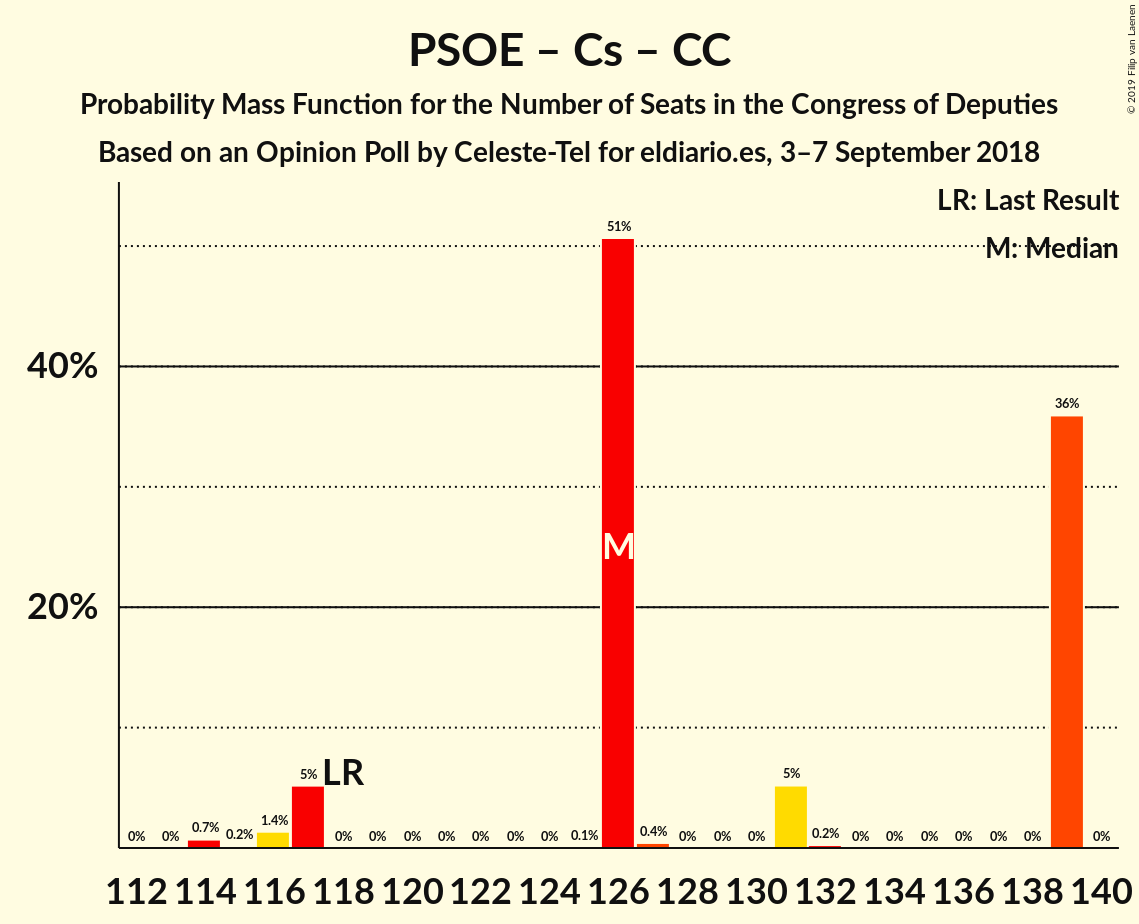 PSOE – Cs – CC
Probability Mass Function for the Number of Seats in the Congress of Deputies
Based on an Opinion Poll by Celeste-Tel for eldiario.es, 3–7 September 2018
© 2019 Filip van Laenen
LR: Last Result
M: Median
40%
20%
0% 0% 0.7% 0.2% 1.4% 5% 0% 0% 0% 0% 0% 0% 0% 0.1% 51% 0.4% 0% 0% 0% 5% 0.2% 0% 0% 0% 0% 0% 0% 36% 0%
LR
M
112 114 116 118 120 122 124 126 128 130 132 134 136 138 140